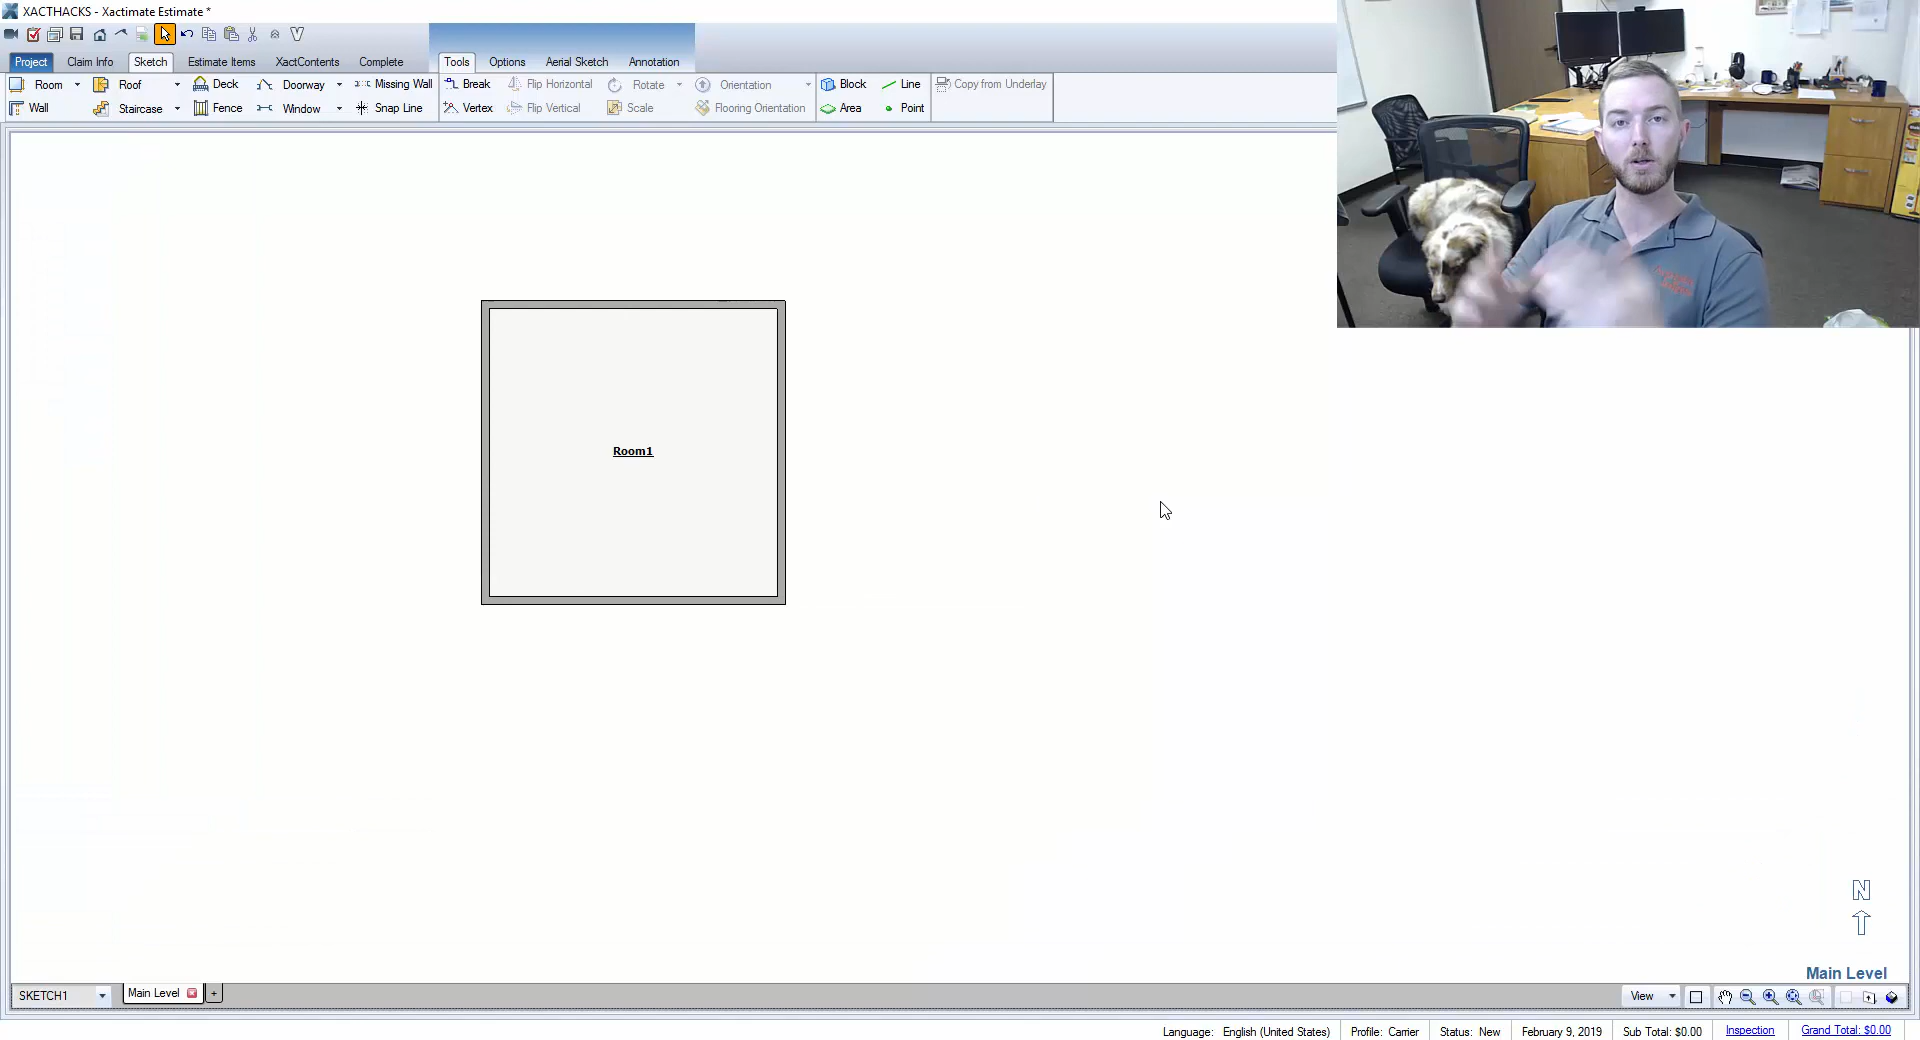 XACTHACKS - Xactimate Estimate *
Project Claim Info Sketch Estimate Items XactContents Complete Tools Options Aerial Sketch Annotation
Room Roof Deck Doorway Missing Wall Break Flip Horizontal Rotate Orientation Block Line Copy from Underlay
Wall Staircase Fence Window Snap Line Vertex Flip Vertical Scale Flooring Orientation Area Point
Room1
N
Main Level
SKETCH1 Main Level + View
Language: English (United States) Profile: Carrier Status: New February 9, 2019 Sub Total: $0.00 Inspection Grand Total: $0.00